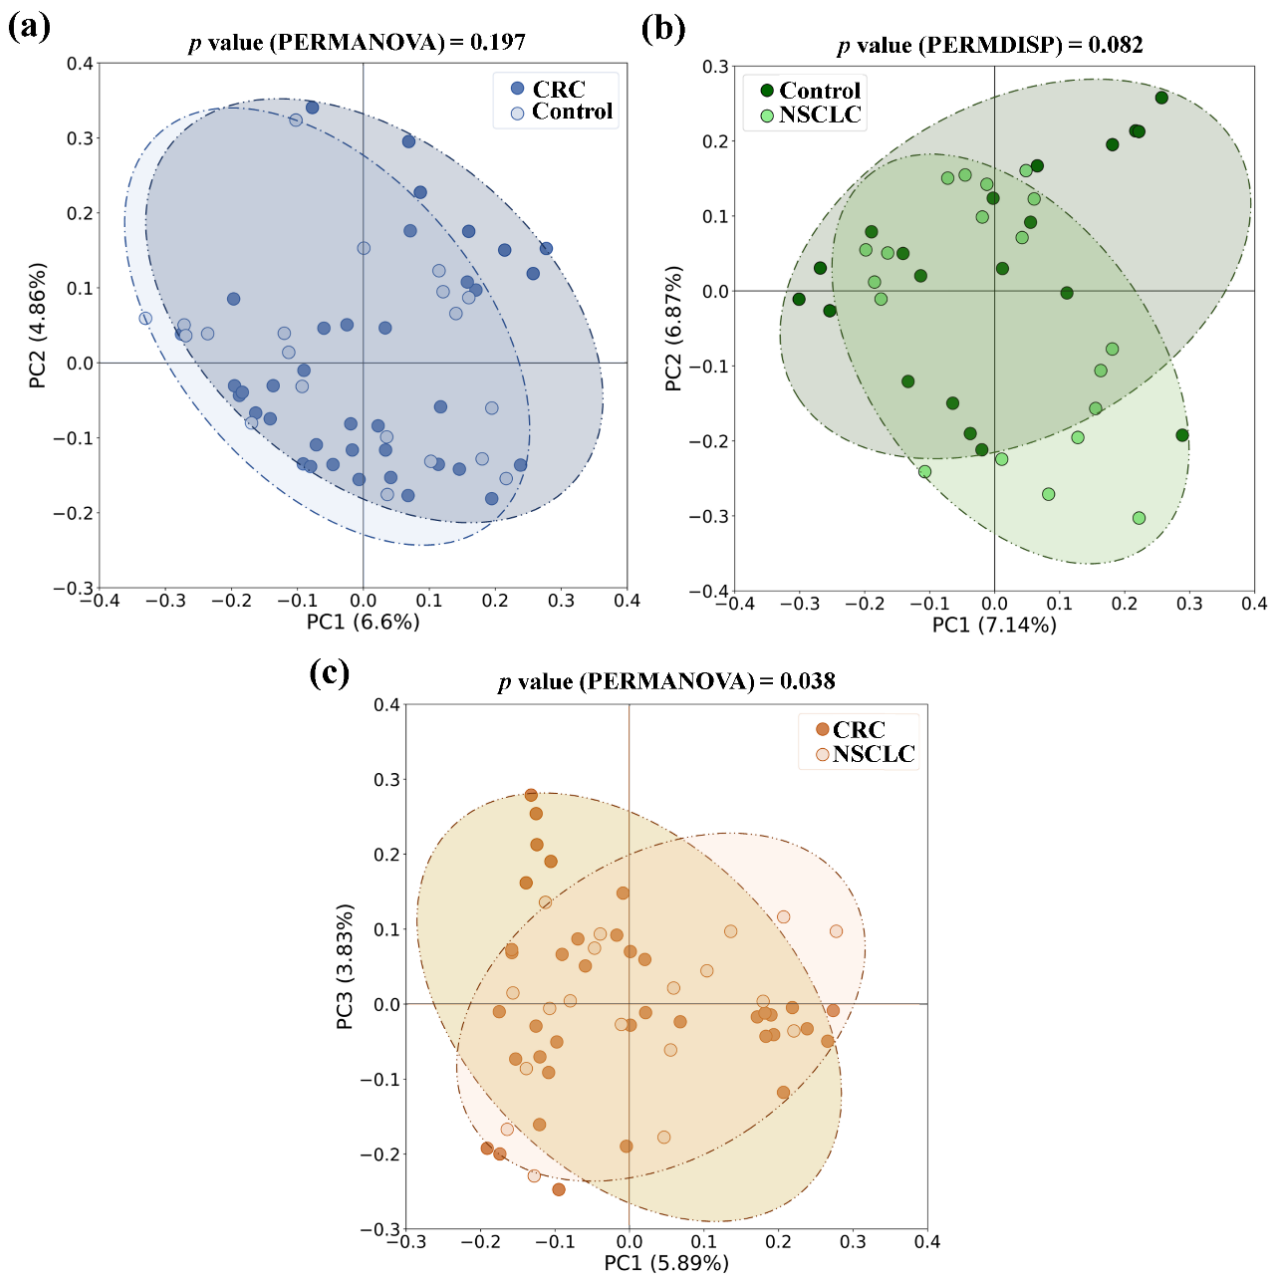 (a)
p value (PERMANOVA) = 0.197
CRC
Control
0.4
0.3
0.2
0.1
0.0
−0.1
−0.2
−0.3
PC2 (4.86%)
−0.4 −0.3 −0.2 −0.1 0.0 0.1 0.2 0.3 0.4
PC1 (6.6%)
(b)
p value (PERMDISP) = 0.082
Control
NSCLC
0.3
0.2
0.1
0.0
−0.1
−0.2
−0.3
−0.4
PC2 (6.87%)
−0.4 −0.3 −0.2 −0.1 0.0 0.1 0.2 0.3 0.4
PC1 (7.14%)
(c)
p value (PERMANOVA) = 0.038
CRC
NSCLC
0.4
0.3
0.2
0.1
0.0
−0.1
−0.2
−0.3
PC3 (3.83%)
−0.3 −0.2 −0.1 0.0 0.1 0.2 0.3 0.4
PC1 (5.89%)